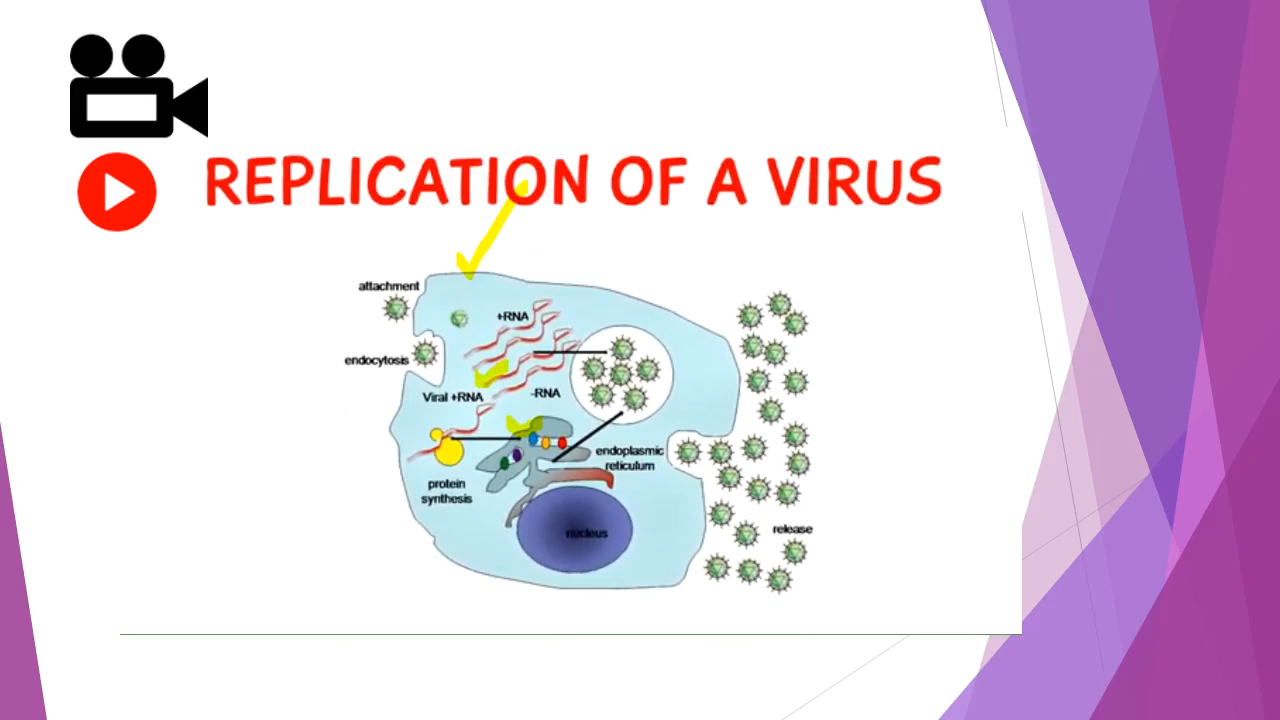 REPLICATION OF A VIRUS
attachment
+RNA
endocytosis
Viral +RNA
-RNA
endoplasmic
reticulum
protein
synthesis
nucleus
release